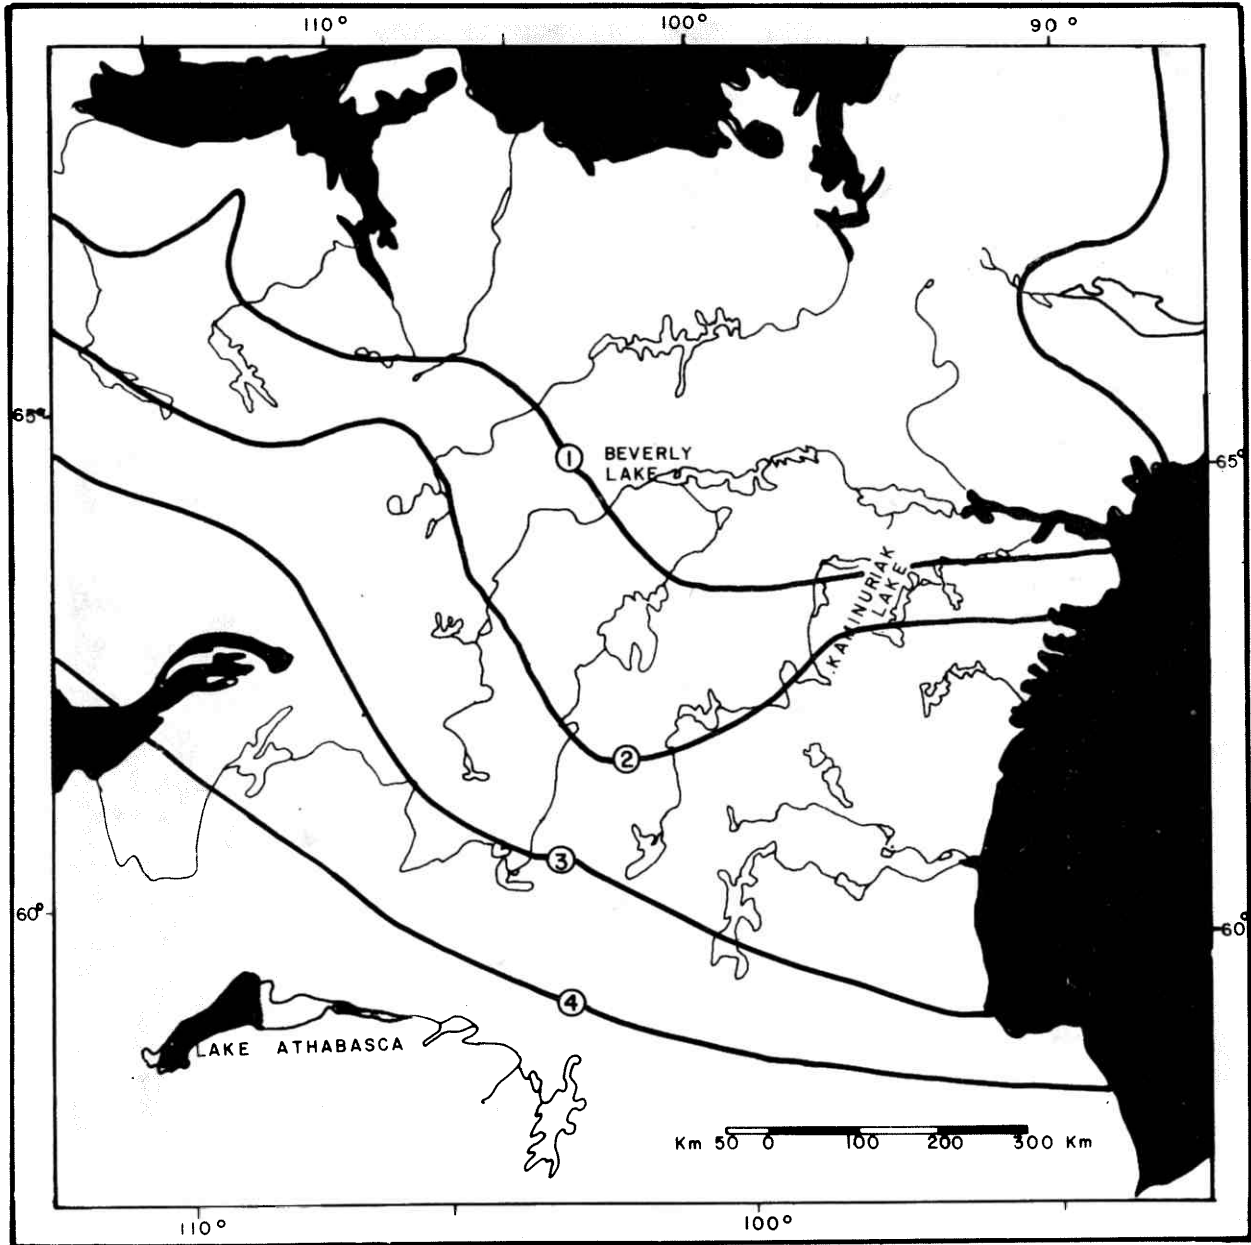 110° 100° 90°
65°
1 BEVERLY
LAKE
65°
KAMINURIAK
LAKE
2
3
60° 60°
4
LAKE ATHABASCA
Km 50 0 100 200 300 Km
110° 100°